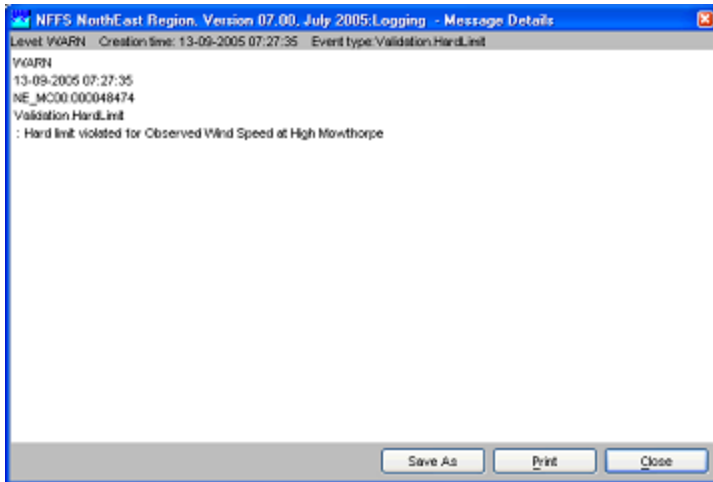 NFFS NorthEast Region. Version 07.00, July 2005:Logging - Message Details
Level: WARN Creation time: 13-09-2005 07:27:35 Event type:Validation.HardLimit
WARN
13-09-2005 07:27:35
NE_MC00:000048474
Validation.HardLimit
: Hard limit violated for Observed Wind Speed at High Mowthorpe
Save As Print Close